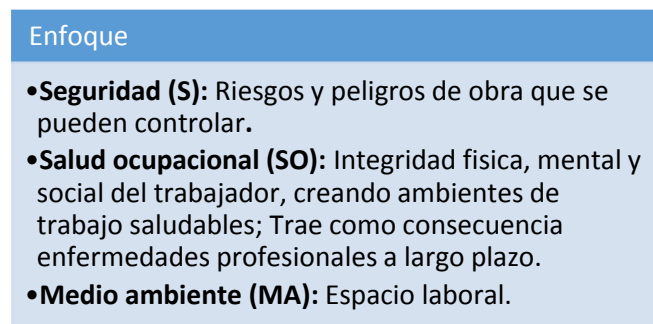 Enfoque
•Seguridad (S): Riesgos y peligros de obra que se
pueden controlar.
•Salud ocupacional (SO): Integridad fisica, mental y
social del trabajador, creando ambientes de
trabajo saludables; Trae como consecuencia
enfermedades profesionales a largo plazo.
•Medio ambiente (MA): Espacio laboral.